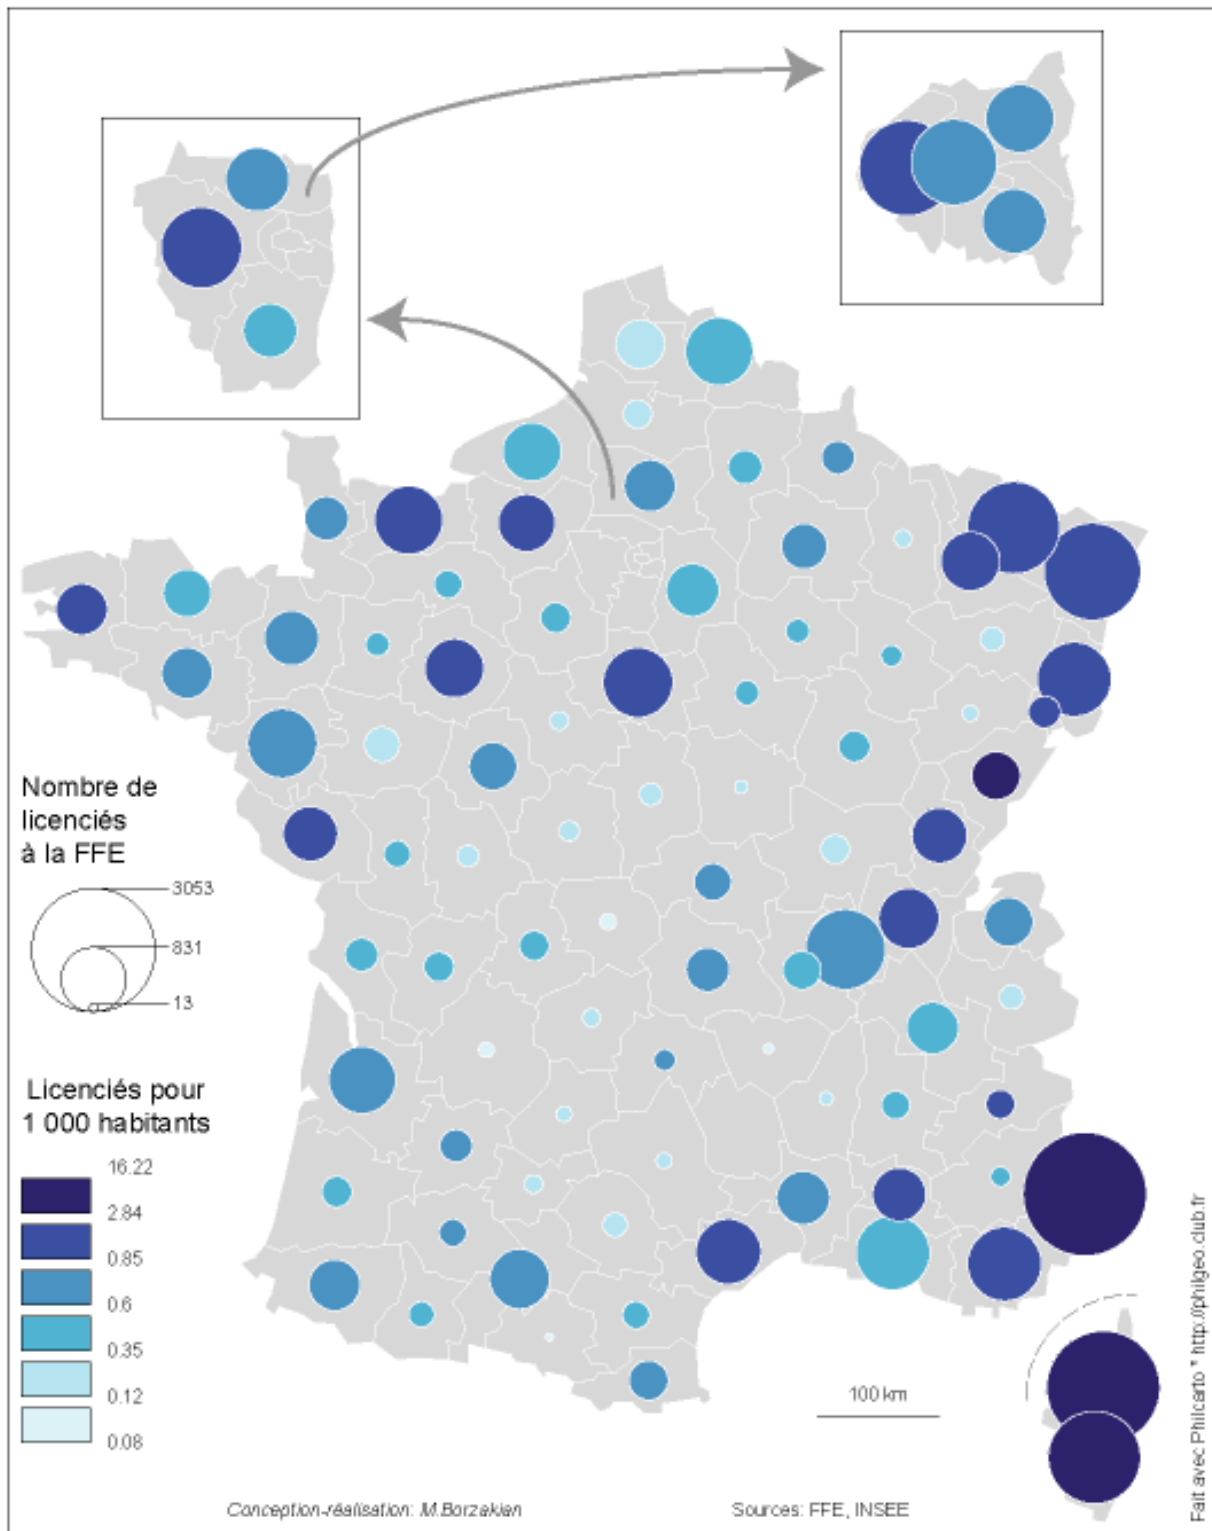 Nombre de
licenciés
à la FFE
3053
831
13
Licenciés pour
1 000 habitants
16.22
2.84
0.85
0.6
0.35
0.12
0.08
100 km
Conception-réalisation: M.Borzakian
Sources: FFE, INSEE
Fait avec Philcarto * http://philgeo.club.fr